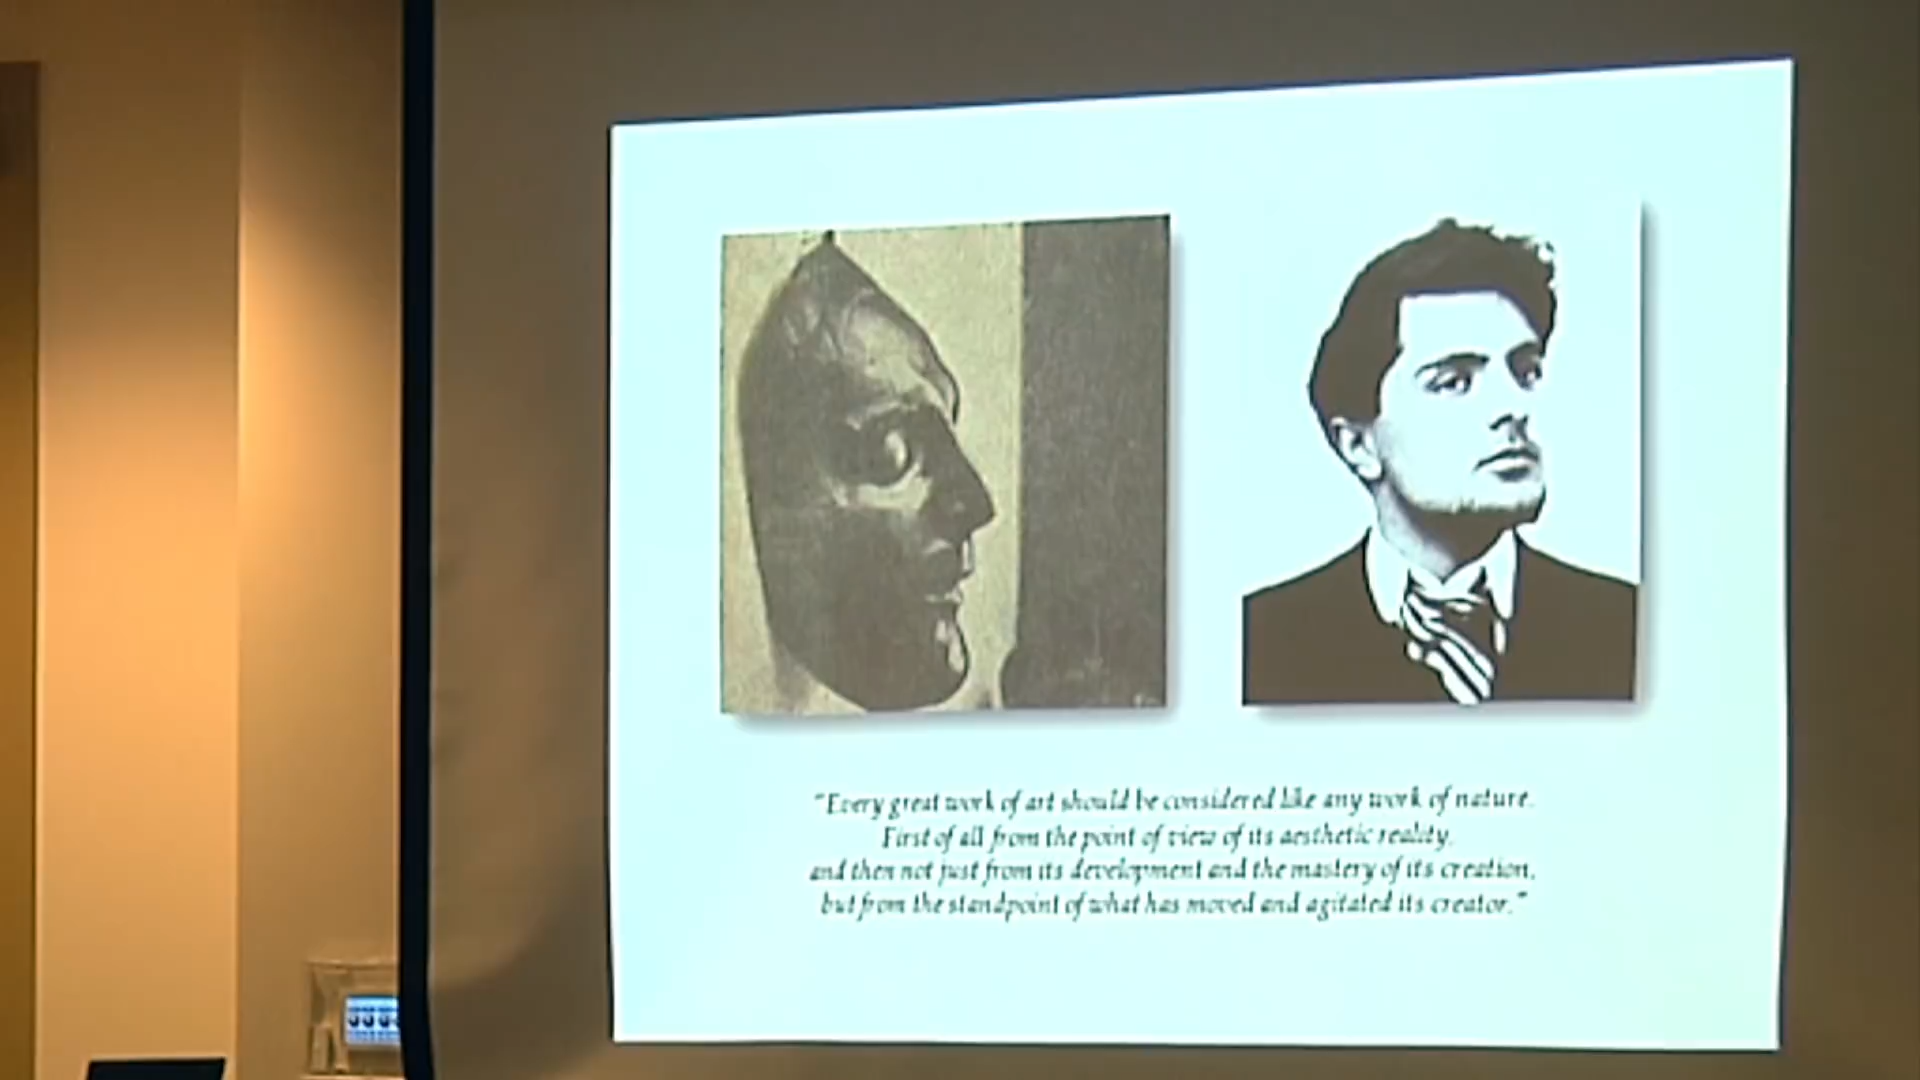 "Every great work of art should be considered like any work of nature.
First of all from the point of view of its aesthetic reality,
and then not just from its development and the mastery of its creation,
but from the standpoint of what has moved and agitated its creator."